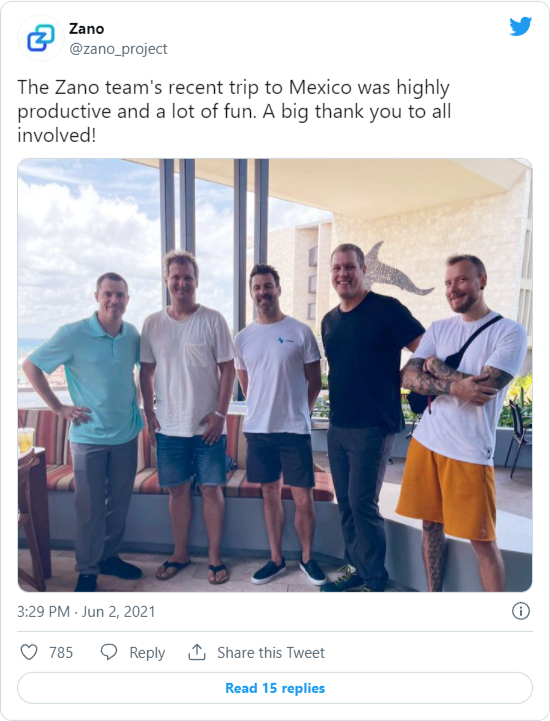 Zano
@zano_project
The Zano team's recent trip to Mexico was highly
productive and a lot of fun. A big thank you to all
involved!
3:29 PM · Jun 2, 2021
785 Reply Share this Tweet
Read 15 replies